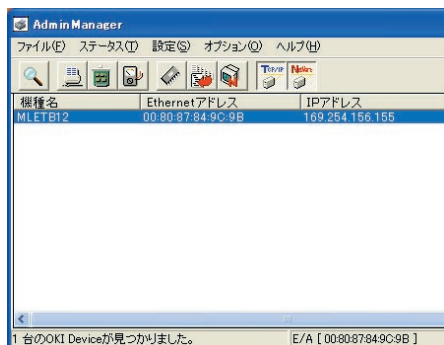 AdminManager
ファイル(F) ステータス(T) 設定(S) オプション(O) ヘルプ(H)
TCP/IP NetWare
機種名 Ethernetアドレス IPアドレス
MLETB12 00:80:87:84:9C:9B 169.254.156.155
1 台のOKI Deviceが見つかりました。 E/A [ 00:80:87:84:9C:9B ]